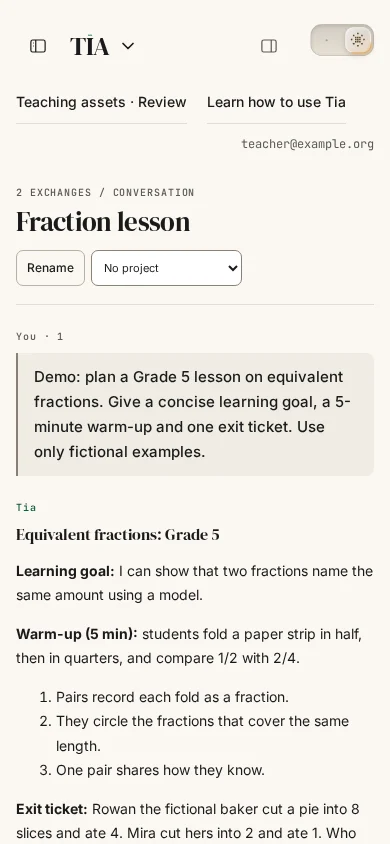 TIA
Teaching assets · Review
Learn how to use Tia
teacher@example.org
2 EXCHANGES / CONVERSATION
Fraction lesson
Rename
No project
You · 1
Demo: plan a Grade 5 lesson on equivalent
fractions. Give a concise learning goal, a 5-
minute warm-up and one exit ticket. Use
only fictional examples.
Tia
Equivalent fractions: Grade 5
Learning goal: I can show that two fractions name the
same amount using a model.
Warm-up (5 min): students fold a paper strip in half,
then in quarters, and compare 1/2 with 2/4.
1. Pairs record each fold as a fraction.
2. They circle the fractions that cover the same
length.
3. One pair shares how they know.
Exit ticket: Rowan the fictional baker cut a pie into 8
slices and ate 4. Mira cut hers into 2 and ate 1. Who